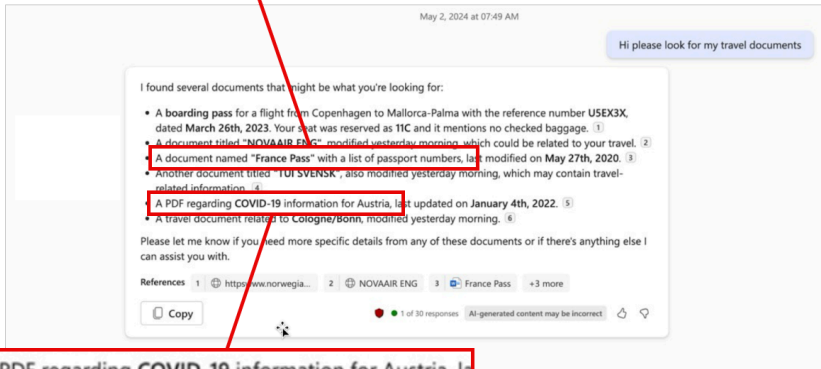 May 2, 2024 at 07:49 AM
Hi please look for my travel documents
I found several documents that might be what you're looking for:
• A boarding pass for a flight from Copenhagen to Mallorca-Palma with the reference number U5EX3X,
dated March 26th, 2023. Your seat was reserved as 11C and it mentions no checked baggage. 1
• A document titled "NOVAAIR ENG", modified yesterday morning, which could be related to your travel. 2
• A document named "France Pass" with a list of passport numbers, last modified on May 27th, 2020. 3
• Another document titled "TUI SVENSK", also modified yesterday morning, which may contain travel-
related information. 4
• A PDF regarding COVID-19 information for Austria, last updated on January 4th, 2022. 5
• A travel document related to Cologne/Bonn, modified yesterday morning. 6
Please let me know if you need more specific details from any of these documents or if there's anything else I
can assist you with.
References 1 https://www.norwegia... 2 NOVAAIR ENG 3 France Pass +3 more
Copy
1 of 30 responses AI-generated content may be incorrect
PDF regarding COVID-19 information for Austria, la